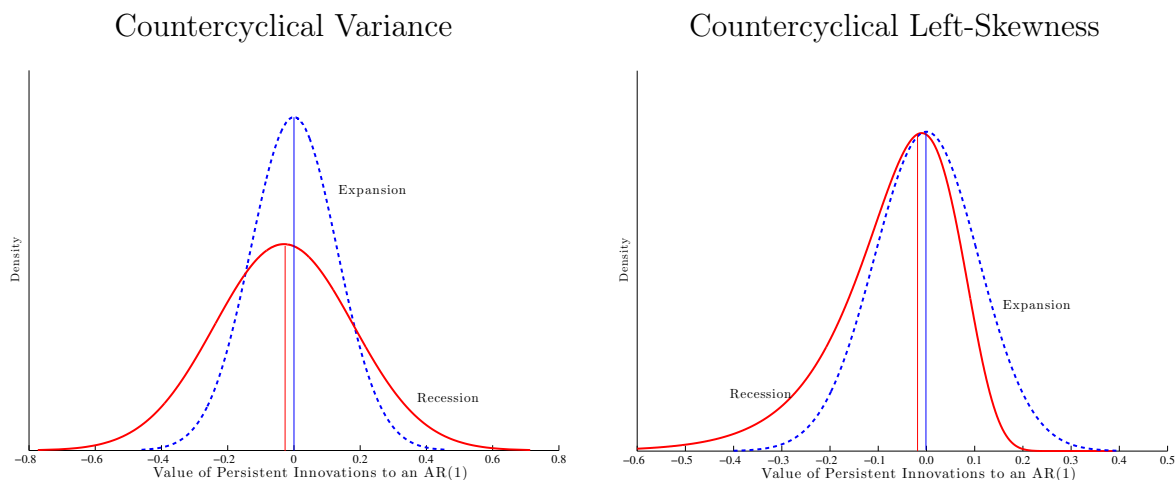 Countercyclical Variance
Expansion
Density
Recession
−0.8 −0.6 −0.4 −0.2 0 0.2 0.4 0.6 0.8
Value of Persistent Innovations to an AR(1)
Countercyclical Left-Skewness
Density
Expansion
Recession
−0.6 −0.5 −0.4 −0.3 −0.2 −0.1 0.0 0.1 0.2 0.3 0.4 0.5
Value of Persistent Innovations to an AR(1)